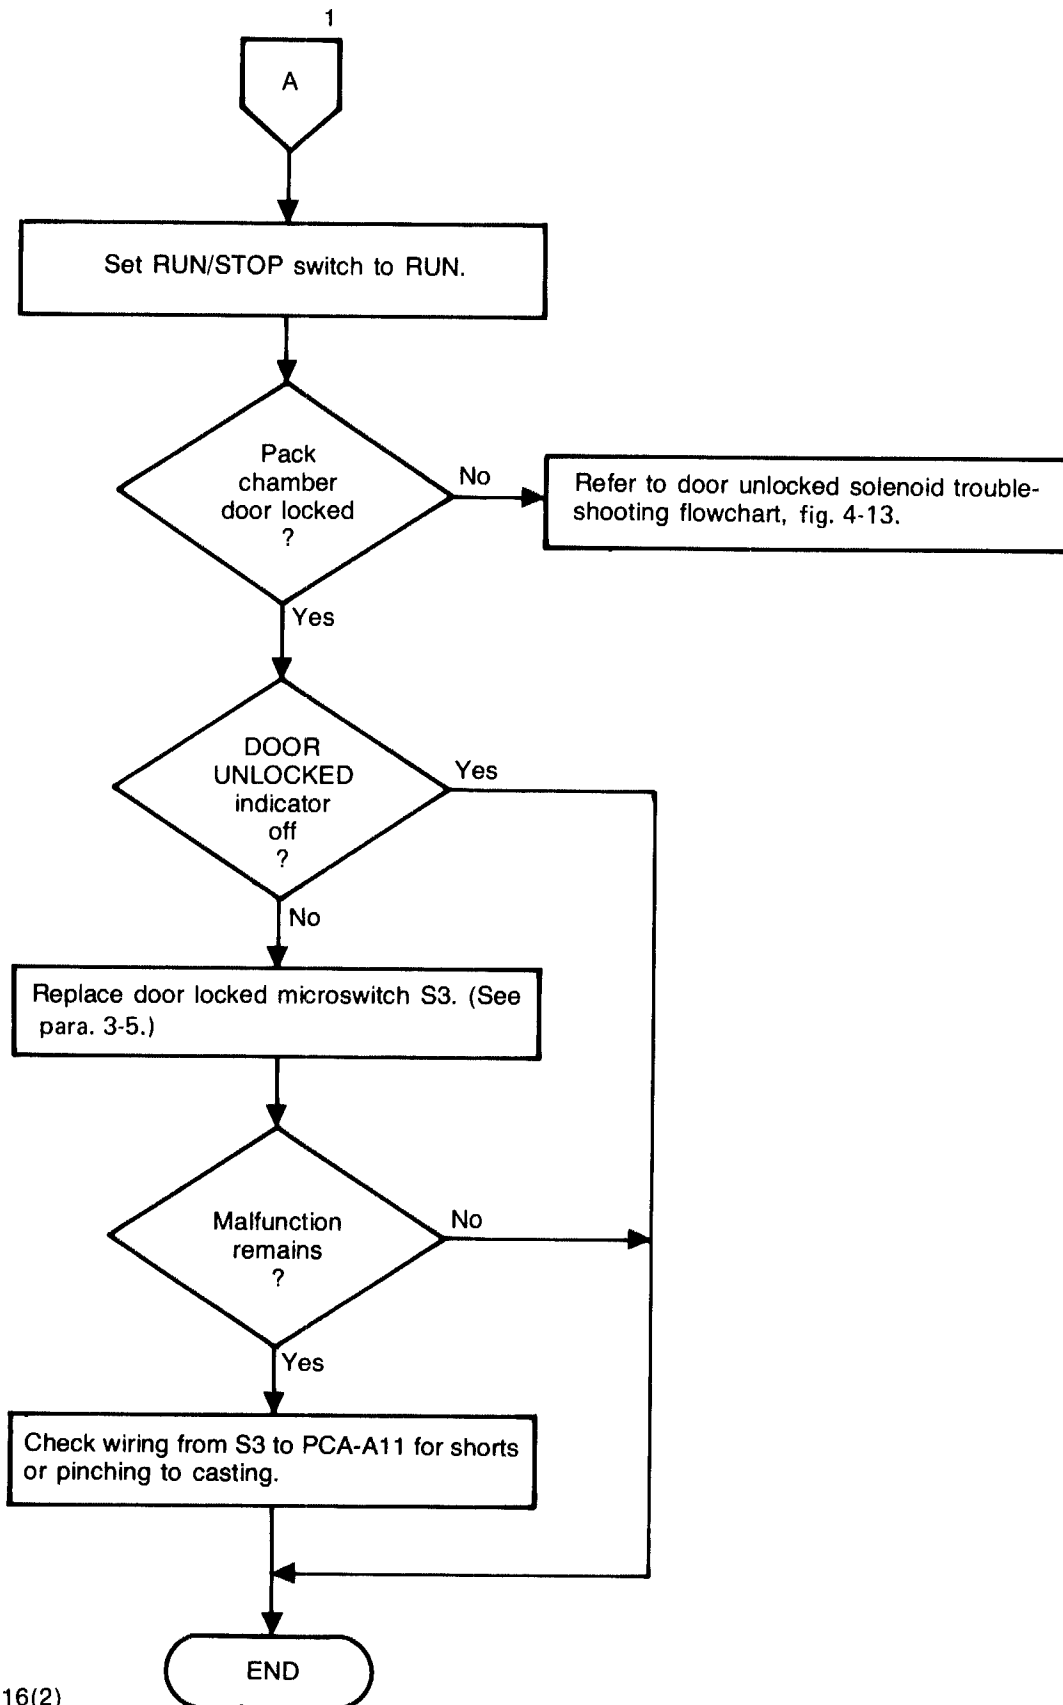 1
A
Set RUN/STOP switch to RUN.
Pack
chamber
door locked
?
No
Refer to door unlocked solenoid trouble-
shooting flowchart, fig. 4-13.
Yes
DOOR
UNLOCKED
indicator
off
?
Yes
No
Replace door locked microswitch S3. (See
para. 3-5.)
Malfunction
remains
?
No
Yes
Check wiring from S3 to PCA-A11 for shorts
or pinching to casting.
END
16(2)